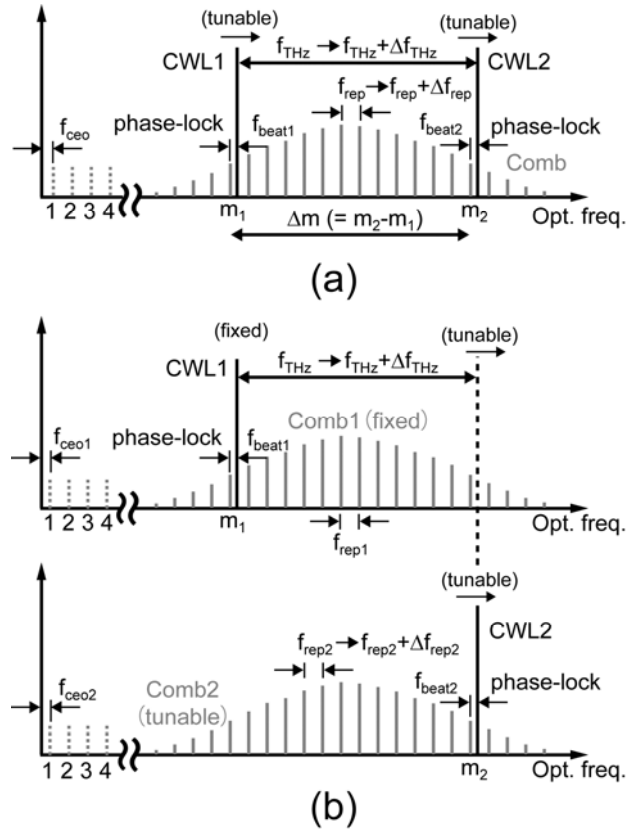 (tunable)
(tunable)
f_THz → f_THz+Δf_THz
CWL1
CWL2
f_rep → f_rep+Δf_rep
f_ceo
phase-lock
f_beat1
f_beat2
phase-lock
Comb
1 2 3 4
m_1
m_2
Opt. freq.
Δm (= m_2-m_1)
(a)
(fixed)
(tunable)
CWL1
f_THz → f_THz+Δf_THz
Comb1 (fixed)
f_ceo1
phase-lock
f_beat1
1 2 3 4
m_1
Opt. freq.
f_rep1
(tunable)
f_rep2 → f_rep2+Δf_rep2
CWL2
f_ceo2
Comb2
(tunable)
f_beat2
phase-lock
1 2 3 4
m_2
Opt. freq.
(b)